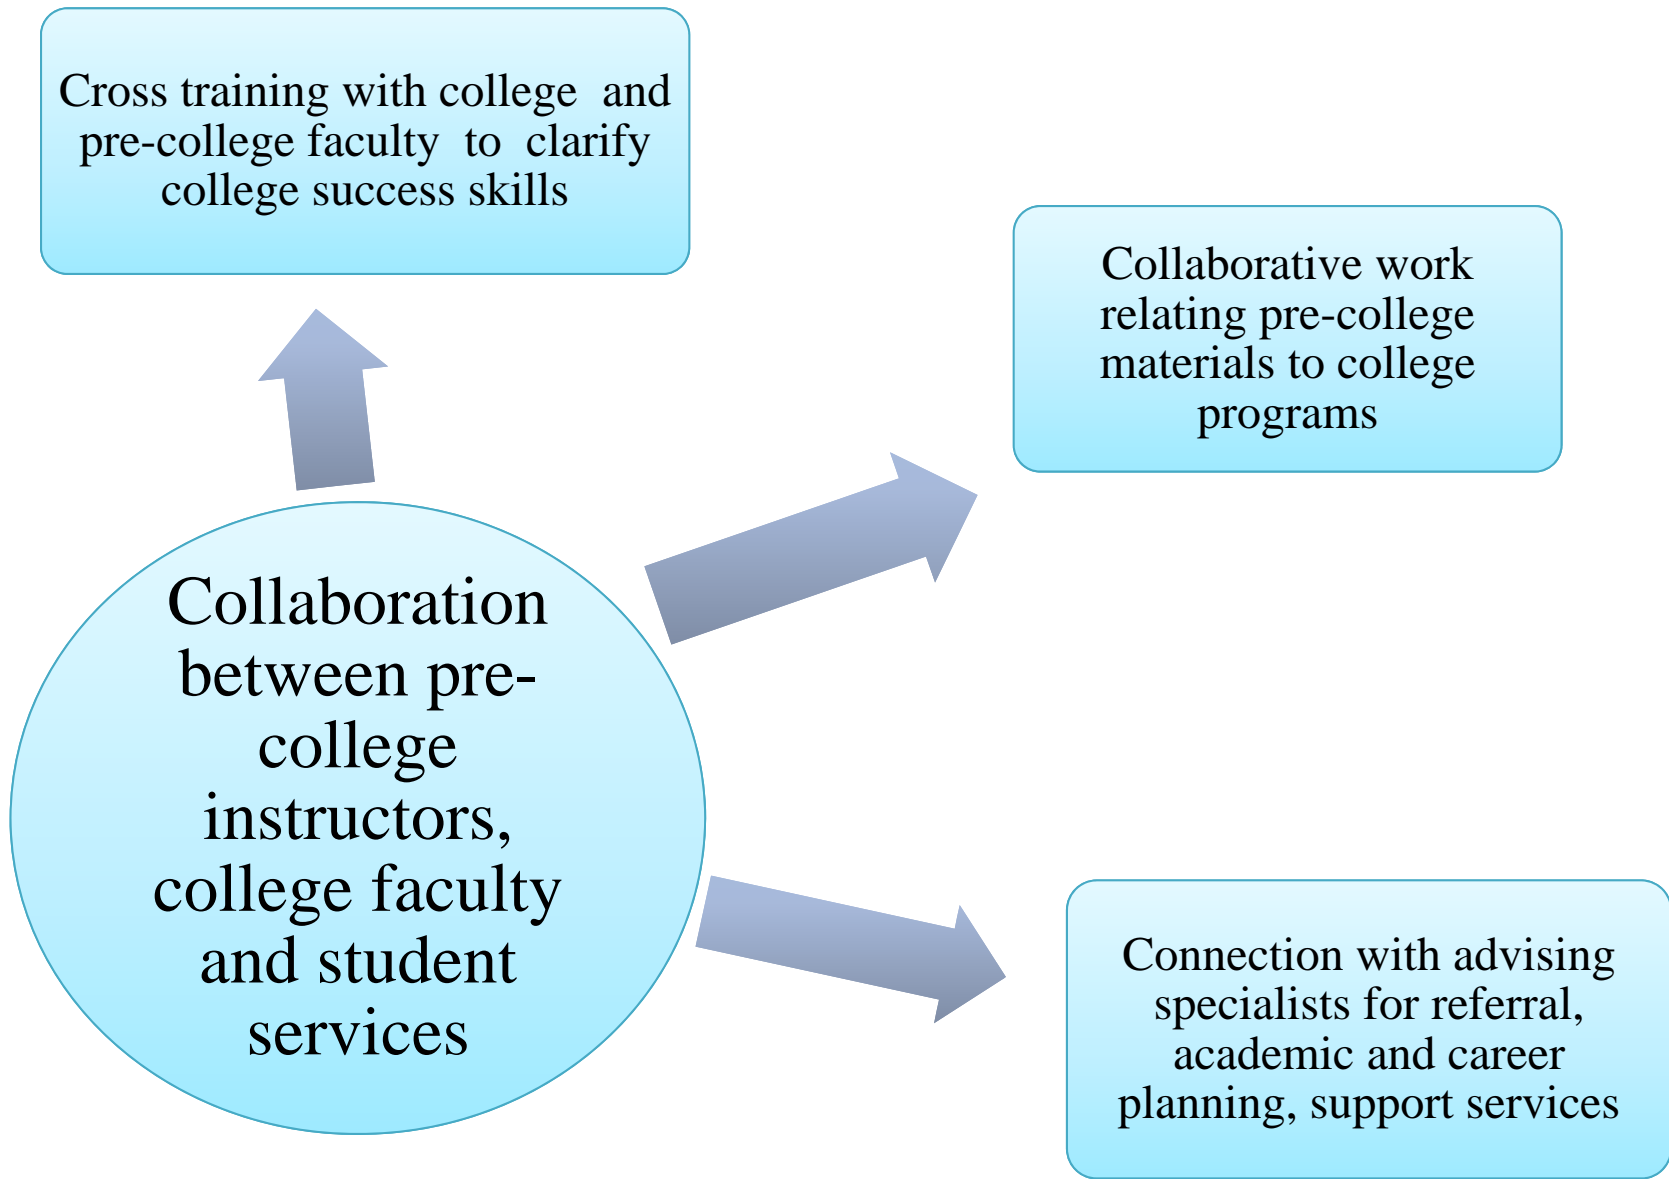 Cross training with college and
pre-college faculty to clarify
college success skills
Collaborative work
relating pre-college
materials to college
programs
Collaboration
between pre-
college
instructors,
college faculty
and student
services
Connection with advising
specialists for referral,
academic and career
planning, support services